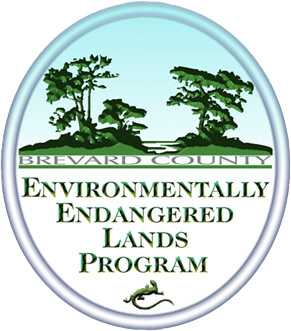 BREVARD COUNTY
ENVIRONMENTALLY
ENDANGERED
LANDS
PROGRAM